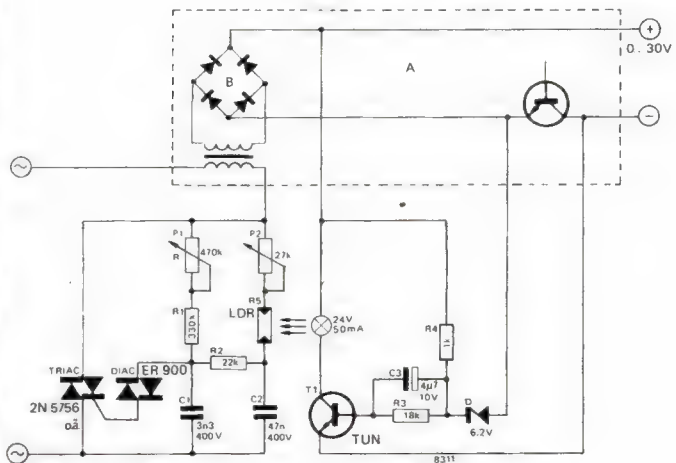 +
0..30V
A
B
−
~
P1
470k
R
P2
27k
R5
LDR
R1
330k
24V
50mA
R4
1k
TRIAC
DIAC
ER 900
R2
22k
C3
4µ7
10V
T1
2N 5756
o.ä.
C1
3n3
400V
C2
47n
400V
R3
18k
D
6.2V
TUN
~
8311